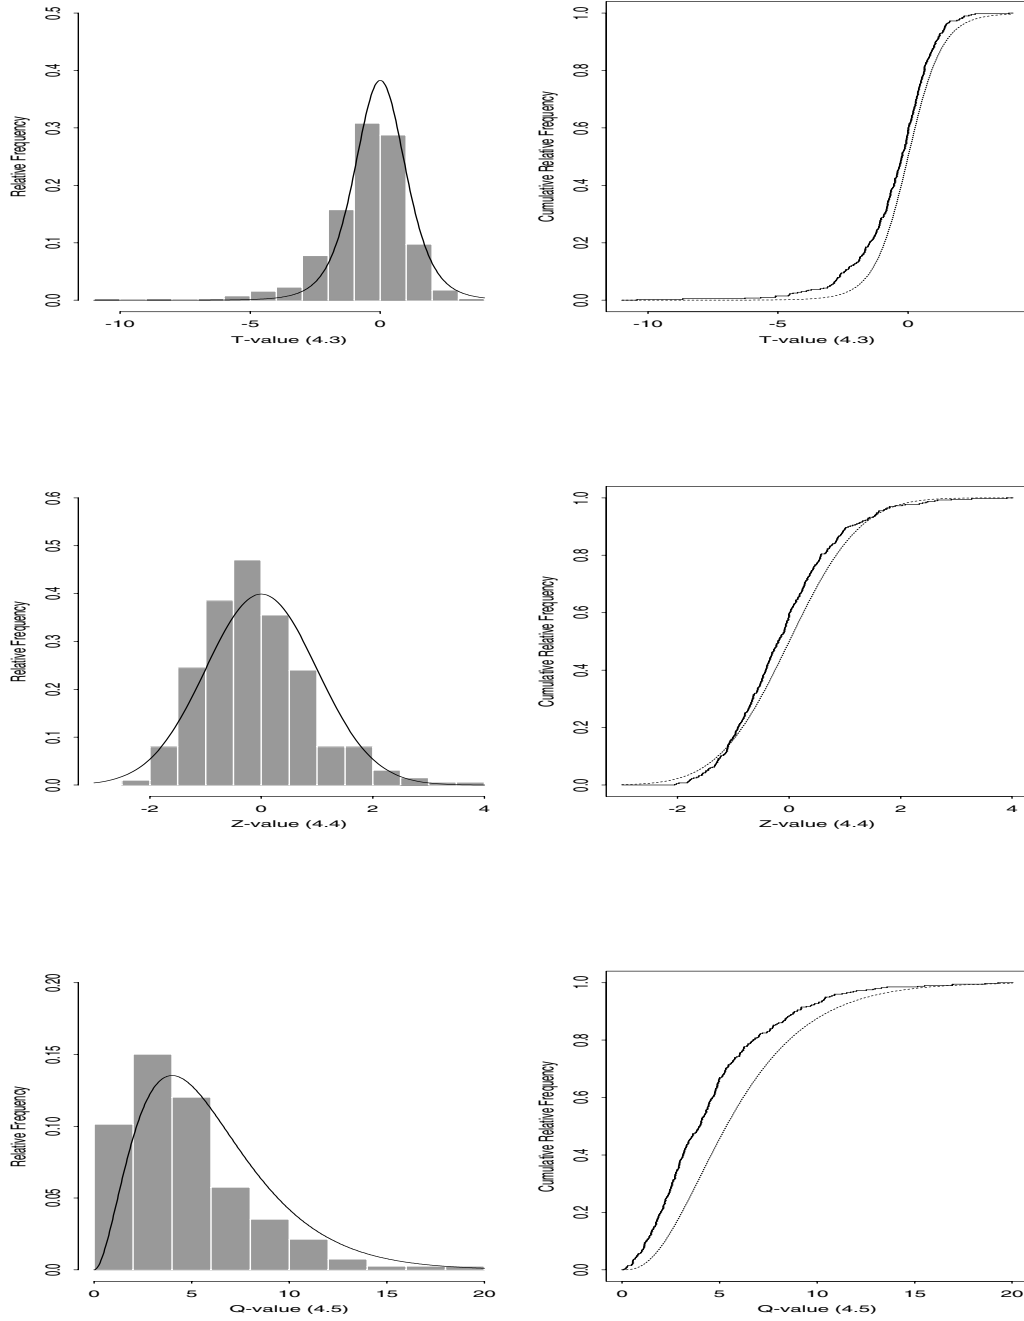 Relative Frequency
0.0 0.1 0.2 0.3 0.4 0.5
-10 -5 0
T-value (4.3)
Cumulative Relative Frequency
0.0 0.2 0.4 0.6 0.8 1.0
-10 -5 0
T-value (4.3)
Relative Frequency
0.0 0.1 0.2 0.3 0.4 0.5 0.6
-2 0 2 4
Z-value (4.4)
Cumulative Relative Frequency
0.0 0.2 0.4 0.6 0.8 1.0
-2 0 2 4
Z-value (4.4)
Relative Frequency
0.0 0.05 0.10 0.15 0.20
0 5 10 15 20
Q-value (4.5)
Cumulative Relative Frequency
0.0 0.2 0.4 0.6 0.8 1.0
0 5 10 15 20
Q-value (4.5)